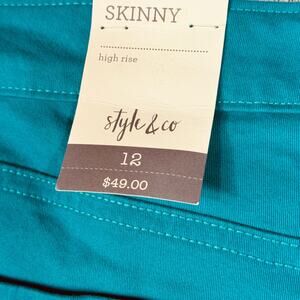 SKINNY
high rise
style & co
12
$49.00